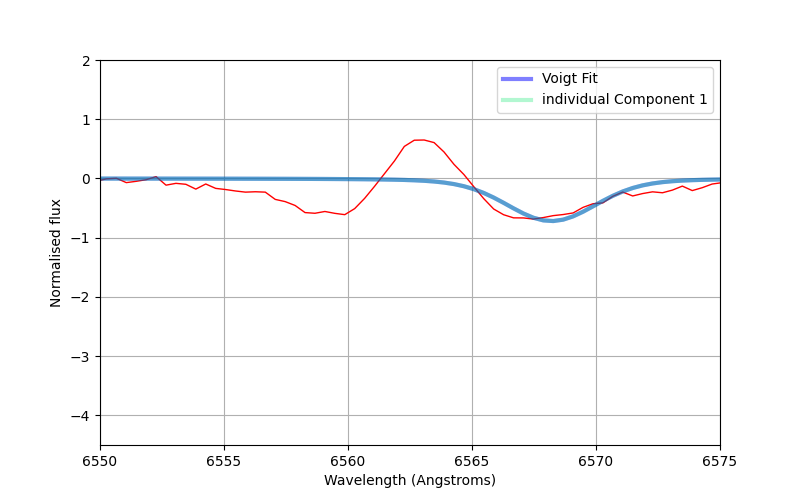 2
1
0
−1
−2
−3
−4
Normalised flux
Voigt Fit
individual Component 1
6550 6555 6560 6565 6570 6575
Wavelength (Angstroms)